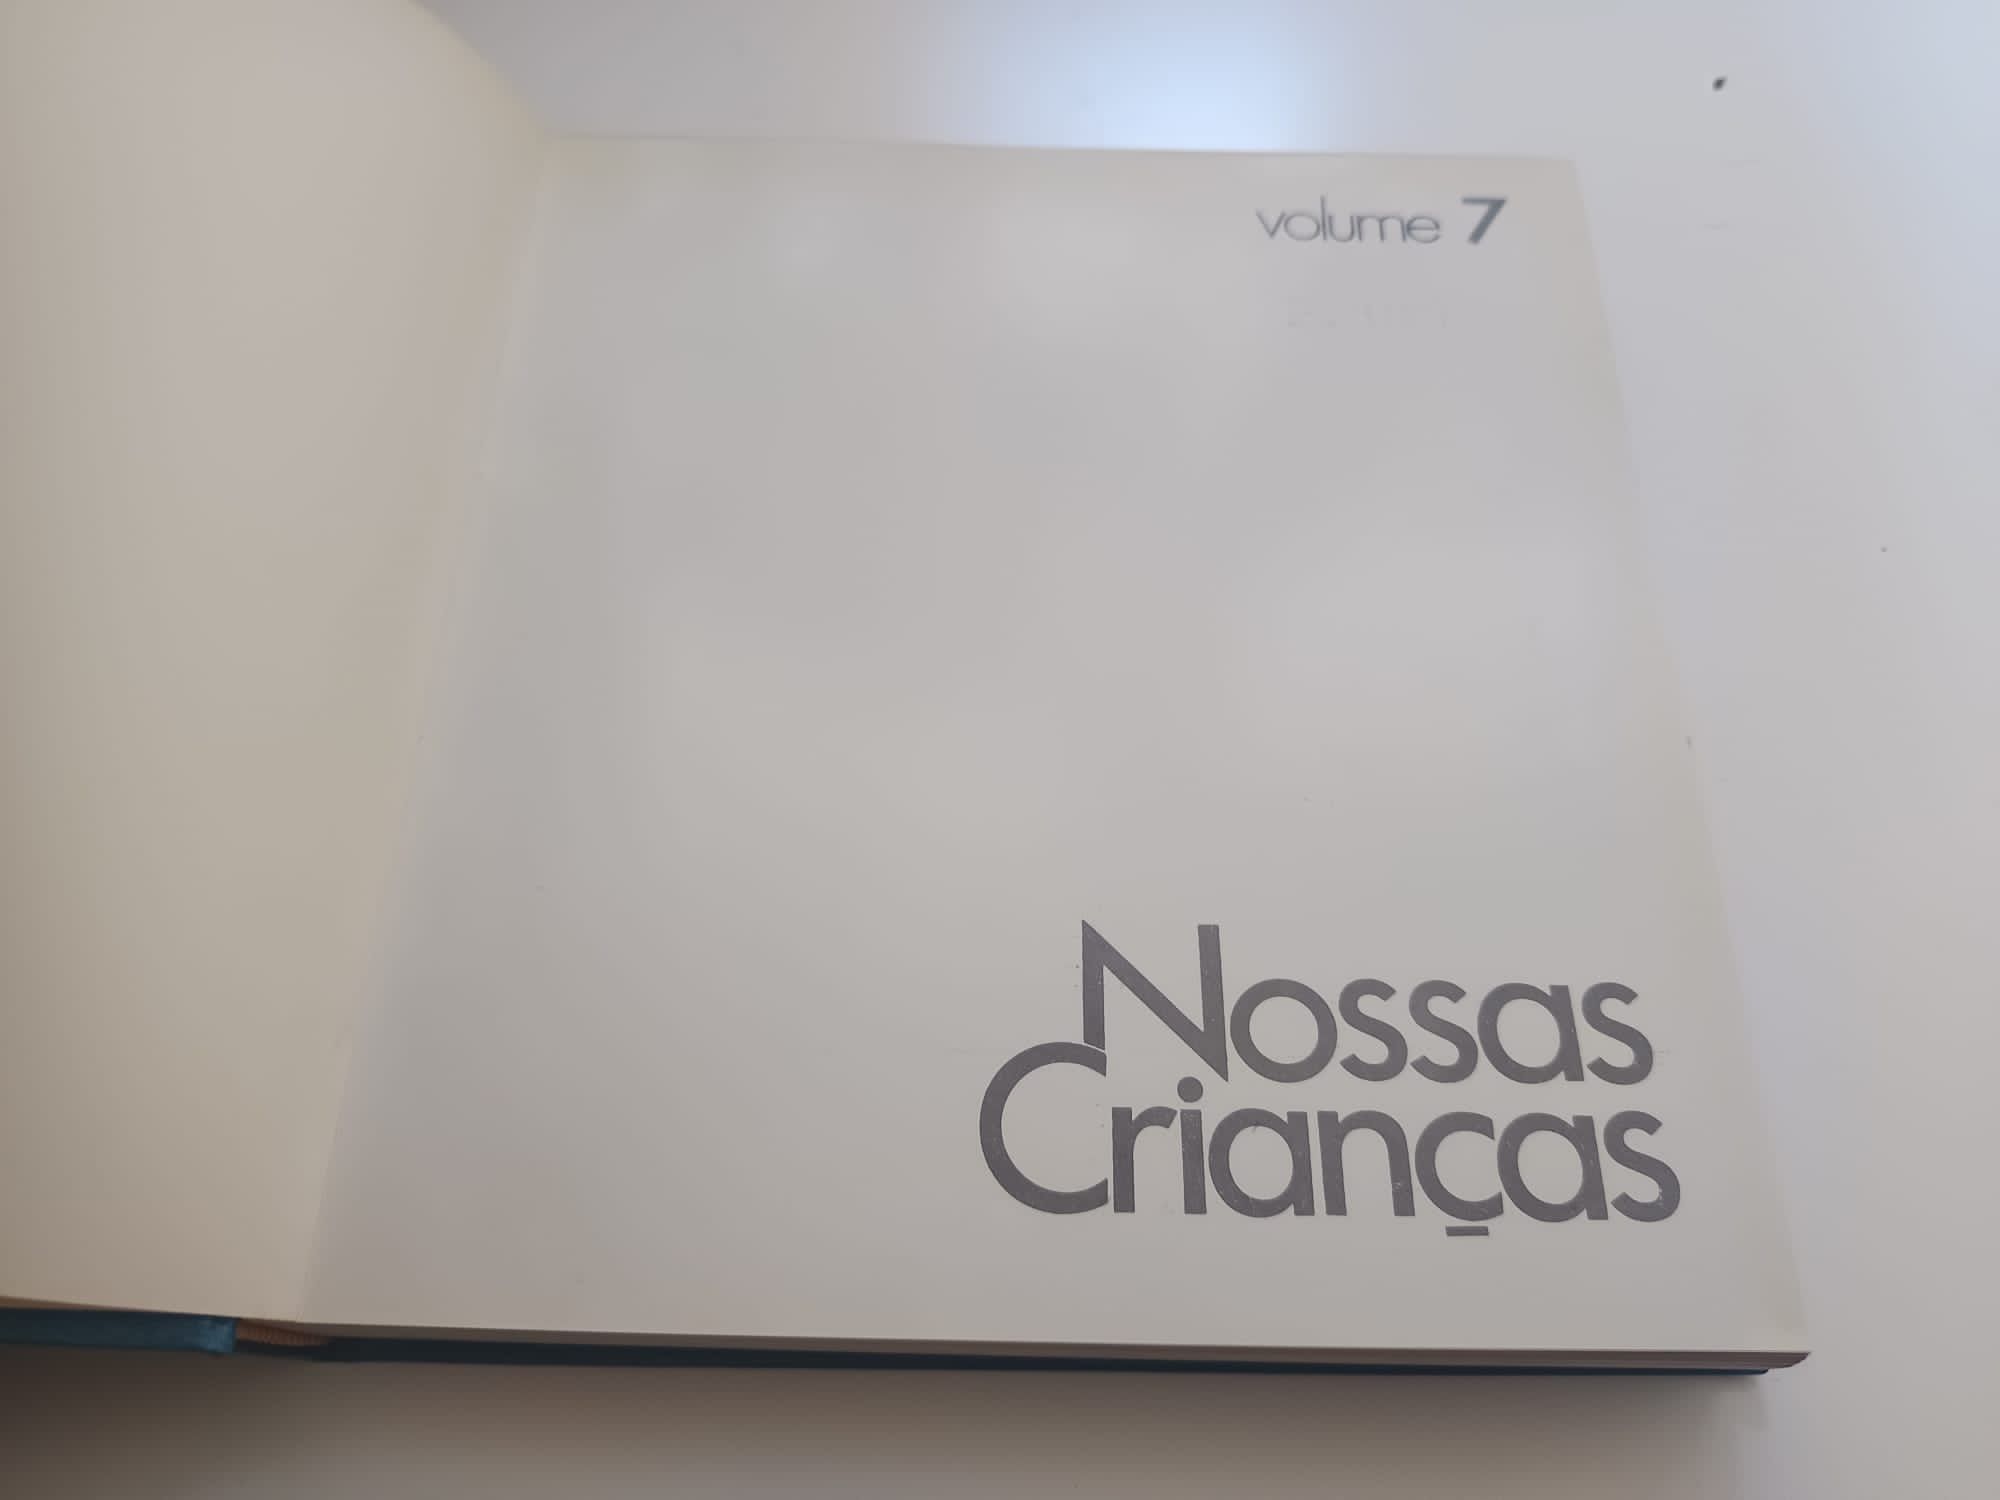 volume 7
Nossas
Crianças